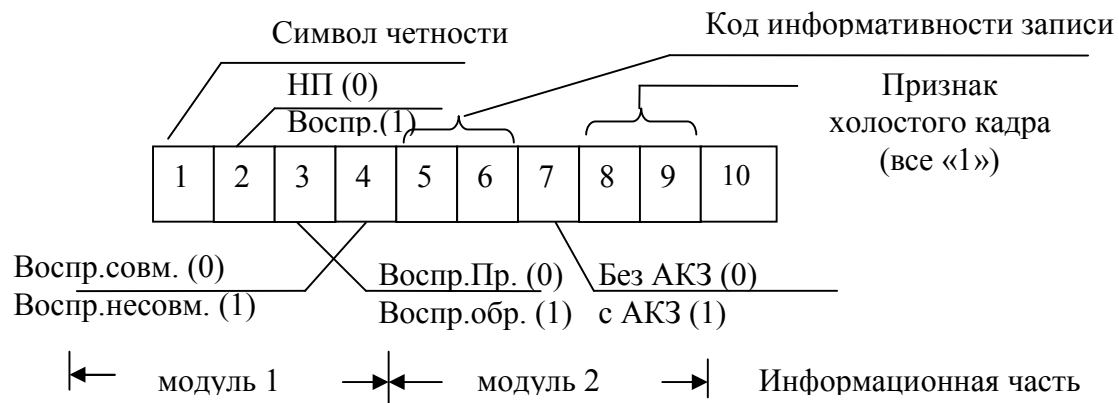 Символ четности
Код информативности записи
НП (0)
Воспр.(1)
Признак
холостого кадра
(все «1»)
1 2 3 4 5 6 7 8 9 10
Воспр.совм. (0)
Воспр.несовм. (1)
Воспр.Пр. (0)
Воспр.обр. (1)
Без АКЗ (0)
с АКЗ (1)
модуль 1
модуль 2
Информационная часть